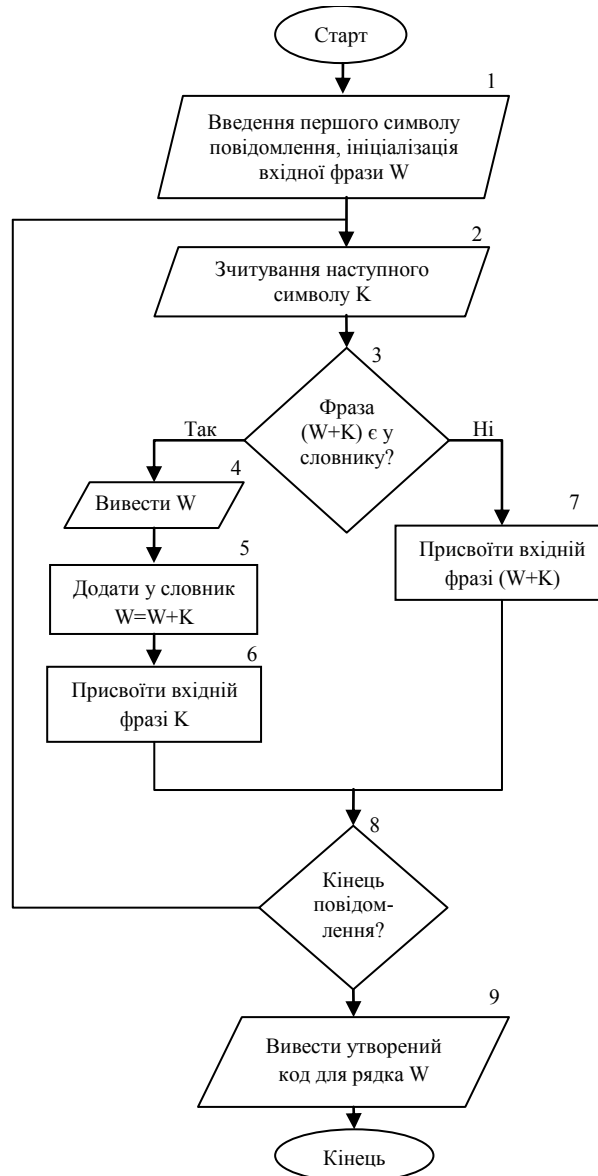 Старт
1
Введення першого символу
повідомлення, ініціалізація
вхідної фрази W
2
Зчитування наступного
символу K
3
Фраза
(W+K) є у
словнику?
Так
Ні
4
Вивести W
5
Додати у словник
W=W+K
6
Присвоїти вхідній
фразі K
7
Присвоїти вхідній
фразі (W+K)
8
Кінець
повідом-
лення?
9
Вивести утворений
код для рядка W
Кінець